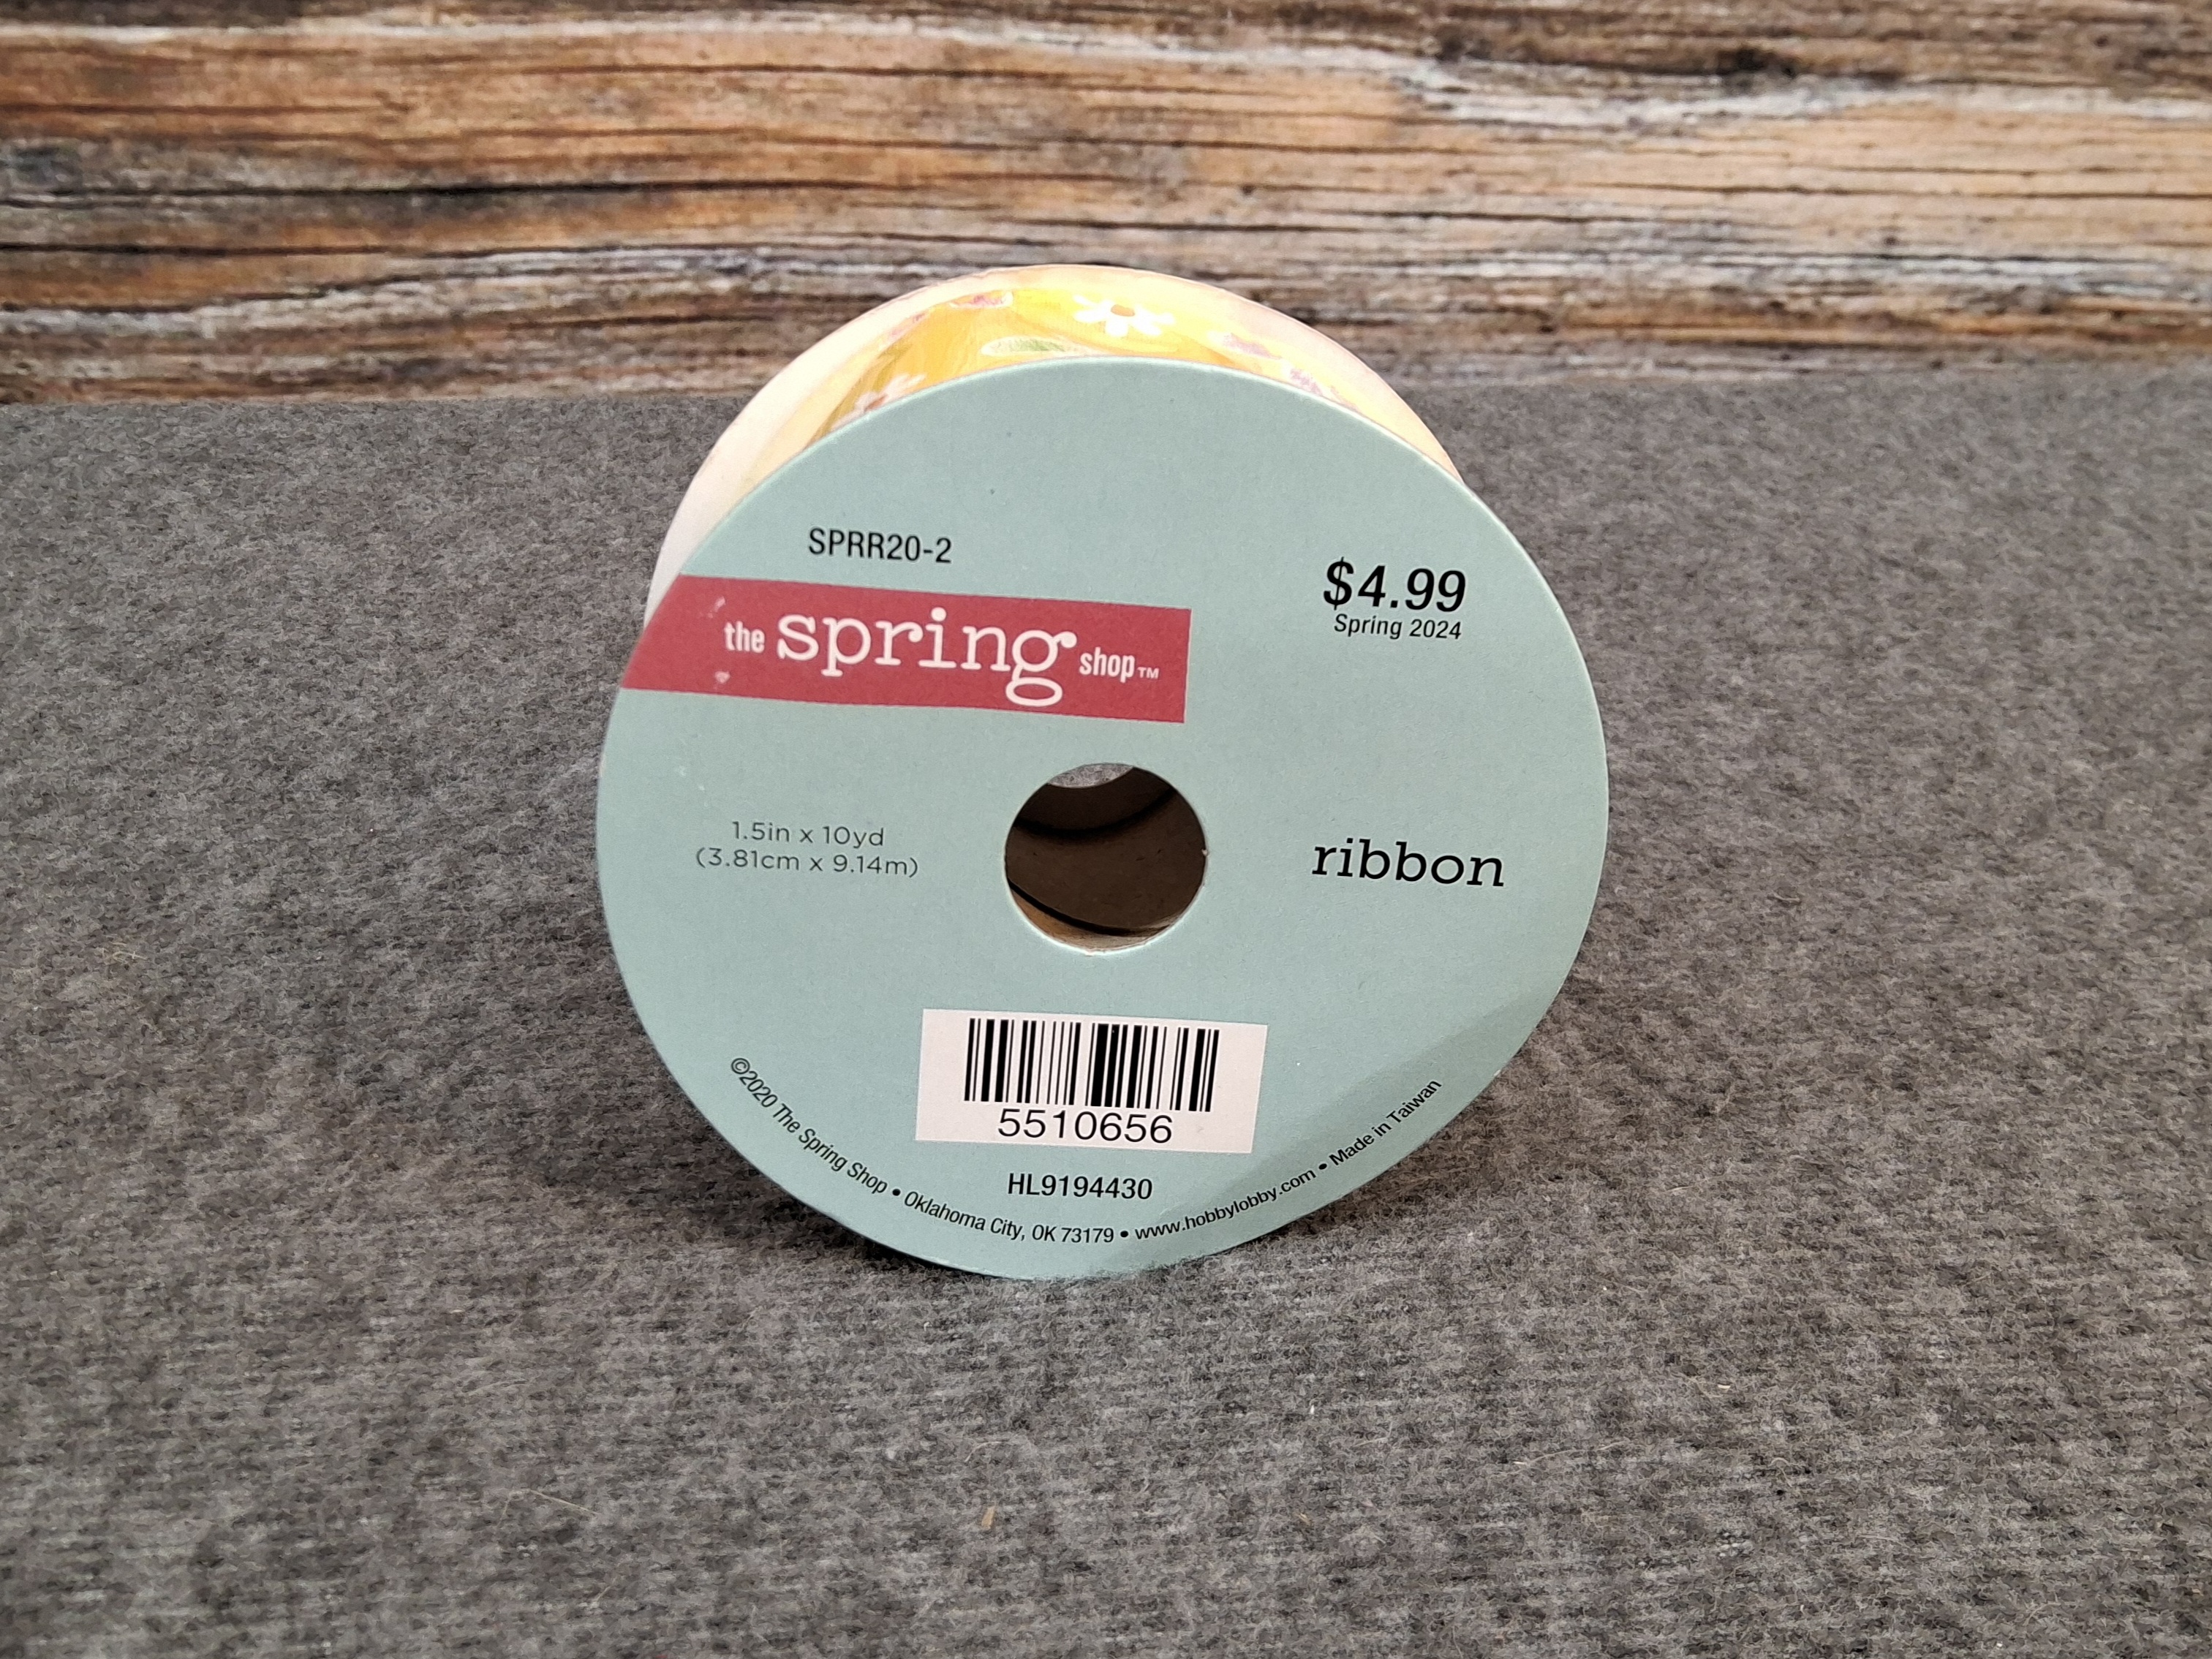 SPRR20-2
$4.99
Spring 2024
the spring shop™
1.5in x 10yd
(3.81cm x 9.14m)
ribbon
5510656
HL9194430
©2020 The Spring Shop • Oklahoma City, OK 73179 • www.hobbylobby.com • Made in Taiwan